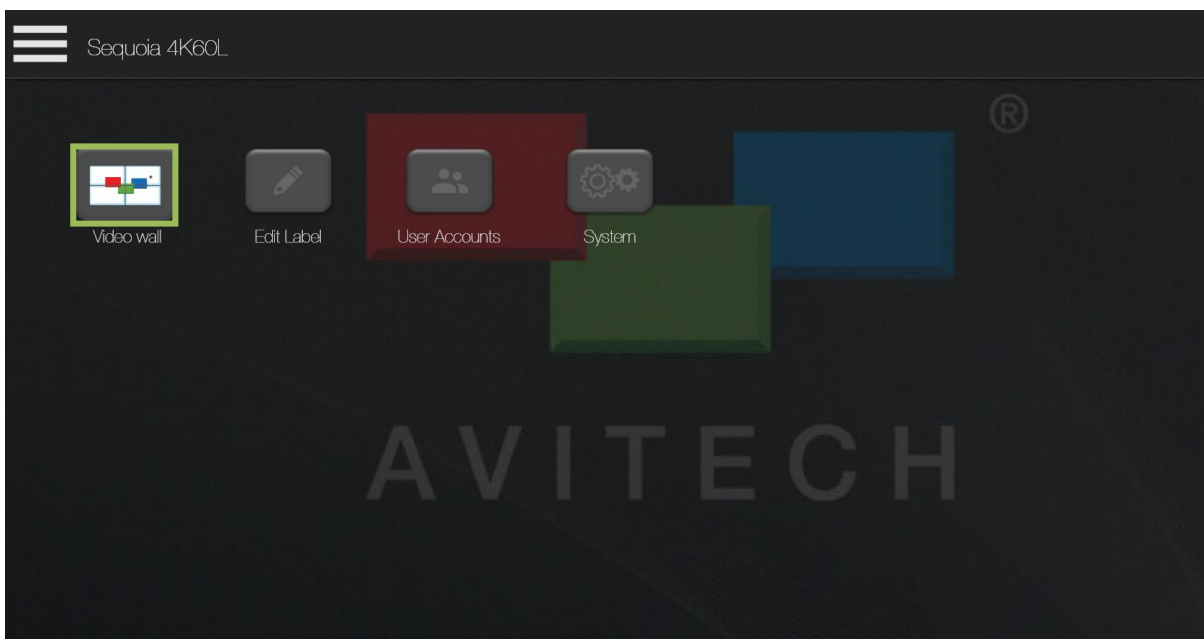 Sequoia 4K60L
®
Video wall
Edit Label
User Accounts
System
AVITECH